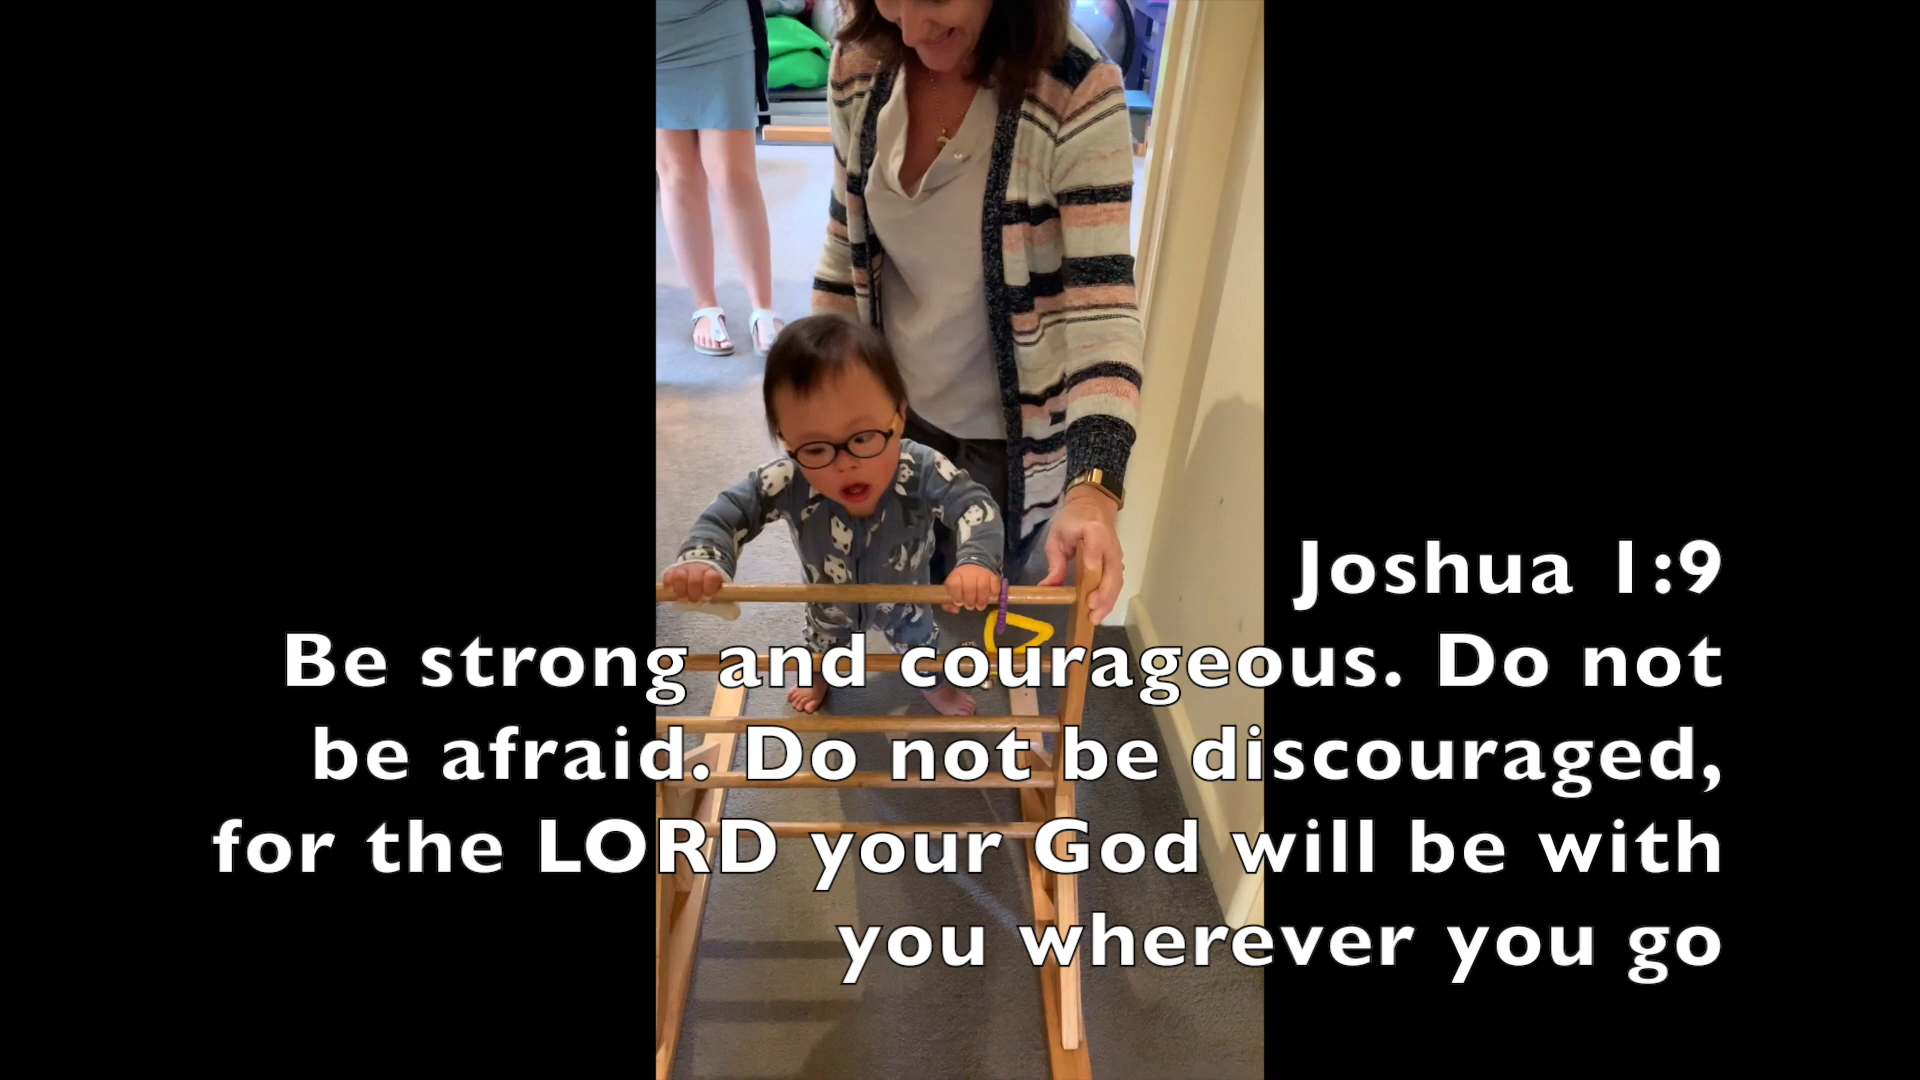 Joshua 1:9
Be strong and courageous. Do not
be afraid. Do not be discouraged,
for the LORD your God will be with
you wherever you go